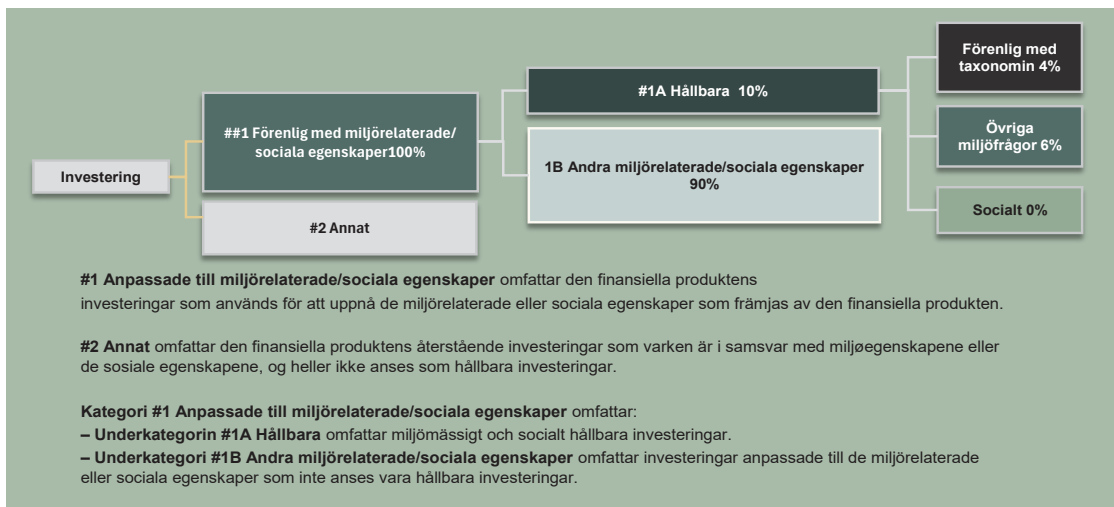 Investering
##1 Förenlig med miljörelaterade/
sociala egenskaper100%
#2 Annat
#1A Hållbara 10%
1B Andra miljörelaterade/sociala egenskaper
90%
Förenlig med
taxonomin 4%
Övriga
miljöfrågor 6%
Socialt 0%
#1 Anpassade till miljörelaterade/sociala egenskaper omfattar den finansiella produktens
investeringar som används för att uppnå de miljörelaterade eller sociala egenskaper som främjas av den finansiella produkten.
#2 Annat omfattar den finansiella produktens återstående investeringar som varken är i samsvar med miljøegenskapene eller
de sosiale egenskapene, og heller ikke anses som hållbara investeringar.
Kategori #1 Anpassade till miljörelaterade/sociala egenskaper omfattar:
– Underkategorin #1A Hållbara omfattar miljömässigt och socialt hållbara investeringar.
– Underkategori #1B Andra miljörelaterade/sociala egenskaper omfattar investeringar anpassade till de miljörelaterade
eller sociala egenskaper som inte anses vara hållbara investeringar.